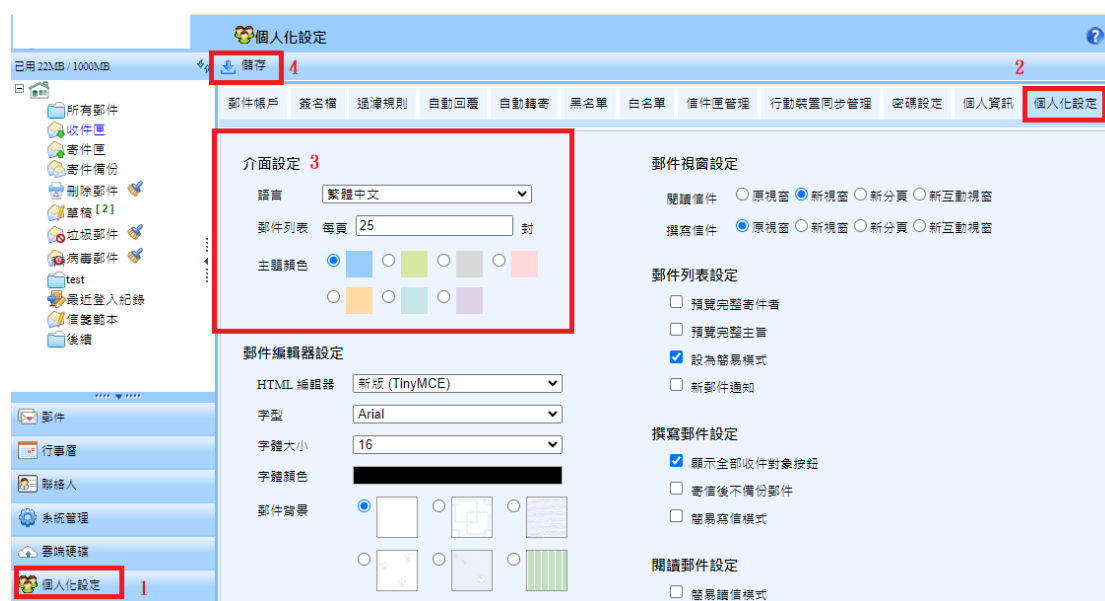 個人化設定
已用 22MB / 1000MB
儲存 4
2
所有郵件
收件匣
寄件匣
寄件備份
刪除郵件
草稿 [2]
垃圾郵件
病毒郵件
test
最近登入紀錄
信箋範本
後續
郵件
行事曆
聯絡人
系統管理
雲端硬碟
個人化設定 1
郵件帳戶 簽名檔 過濾規則 自動回覆 自動轉寄 黑名單 白名單 信件匣管理 行動裝置同步管理 密碼設定 個人資訊 個人化設定
介面設定 3
語言 繁體中文
郵件列表 每頁 25 封
主題顏色
郵件編輯器設定
HTML 編輯器 新版 (TinyMCE)
字型 Arial
字體大小 16
字體顏色
郵件背景
郵件視窗設定
閱讀信件 原視窗 新視窗 新分頁 新互動視窗
撰寫信件 原視窗 新視窗 新分頁 新互動視窗
郵件列表設定
預覽完整寄件者
預覽完整主旨
設為簡易模式
新郵件通知
撰寫郵件設定
顯示全部收件對象按鈕
寄信後不備份郵件
簡易寫信模式
閱讀郵件設定
簡易讀信模式